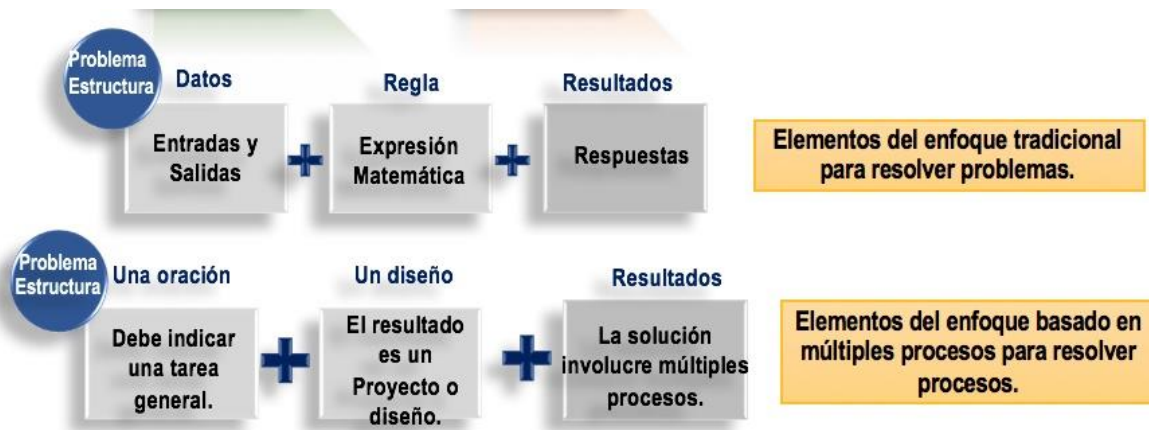 Problema
Estructura
Datos
Regla
Resultados
Entradas y
Salidas
Expresión
Matemática
Respuestas
Elementos del enfoque tradicional
para resolver problemas.
Problema
Estructura
Una oración
Un diseño
Resultados
Debe indicar
una tarea
general.
El resultado
es un
Proyecto o
diseño.
La solución
involucre múltiples
procesos.
Elementos del enfoque basado en
múltiples procesos para resolver
procesos.